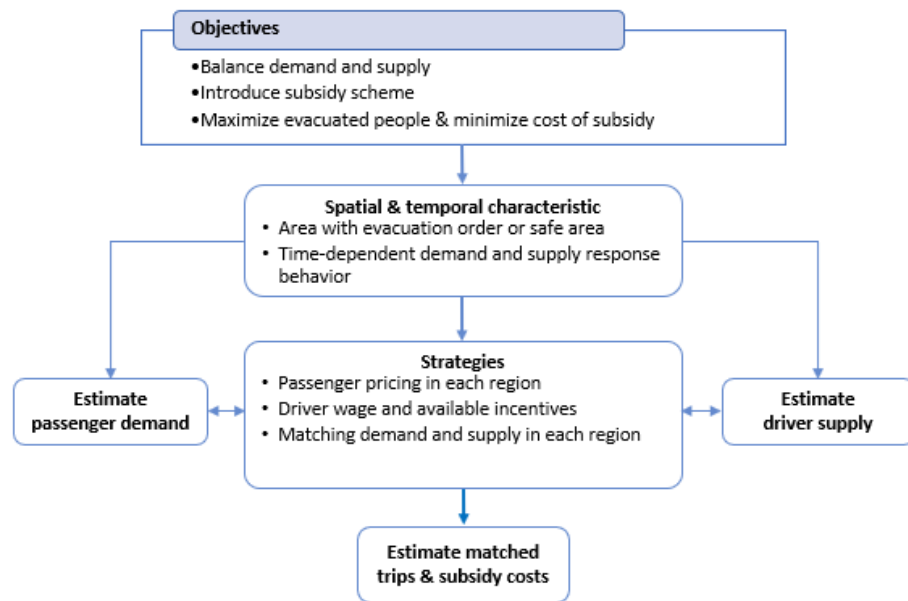 Objectives
•Balance demand and supply
•Introduce subsidy scheme
•Maximize evacuated people & minimize cost of subsidy
Spatial & temporal characteristic
• Area with evacuation order or safe area
• Time-dependent demand and supply response
behavior
Strategies
• Passenger pricing in each region
• Driver wage and available incentives
• Matching demand and supply in each region
Estimate
passenger demand
Estimate
driver supply
Estimate matched
trips & subsidy costs